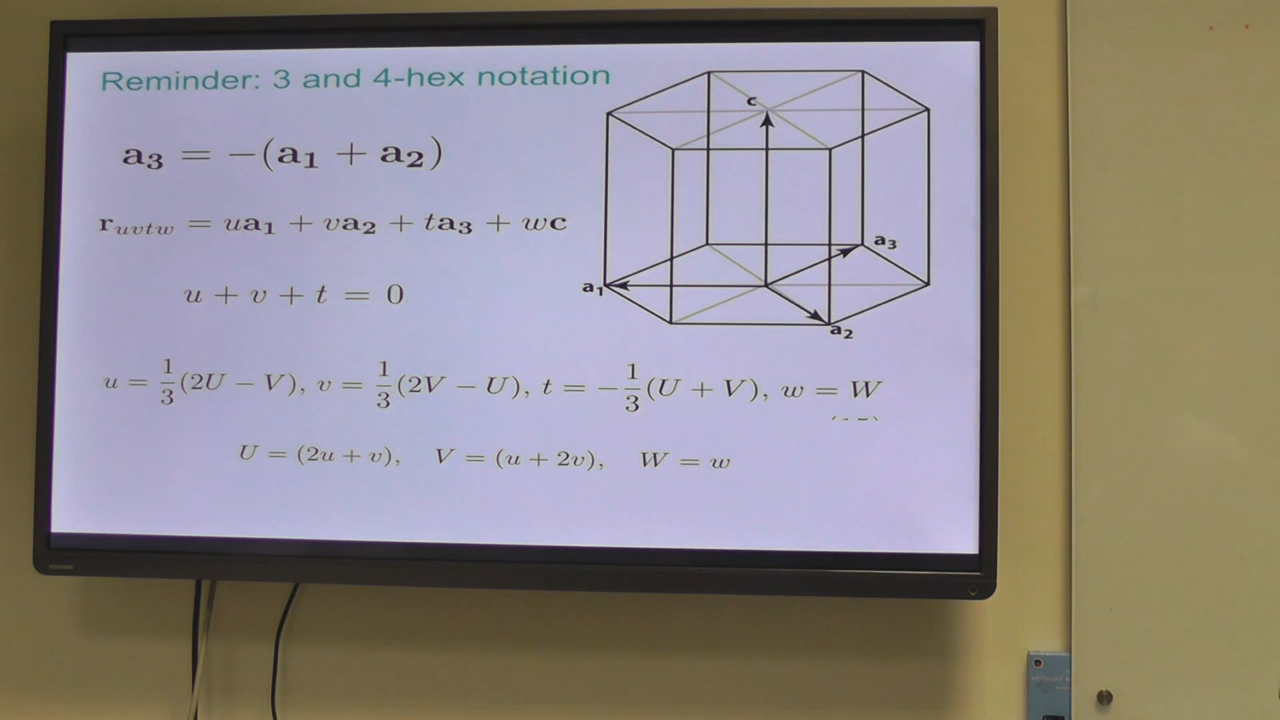 Reminder: 3 and 4-hex notation
a₃ = −(a₁ + a₂)
r_uvtw = ua₁ + va₂ + ta₃ + wc
u + v + t = 0
u = 1/3(2U − V), v = 1/3(2V − U), t = −1/3(U + V), w = W
U = (2u + v), V = (u + 2v), W = w
c
a₃
a₁
a₂
TOSHIBA